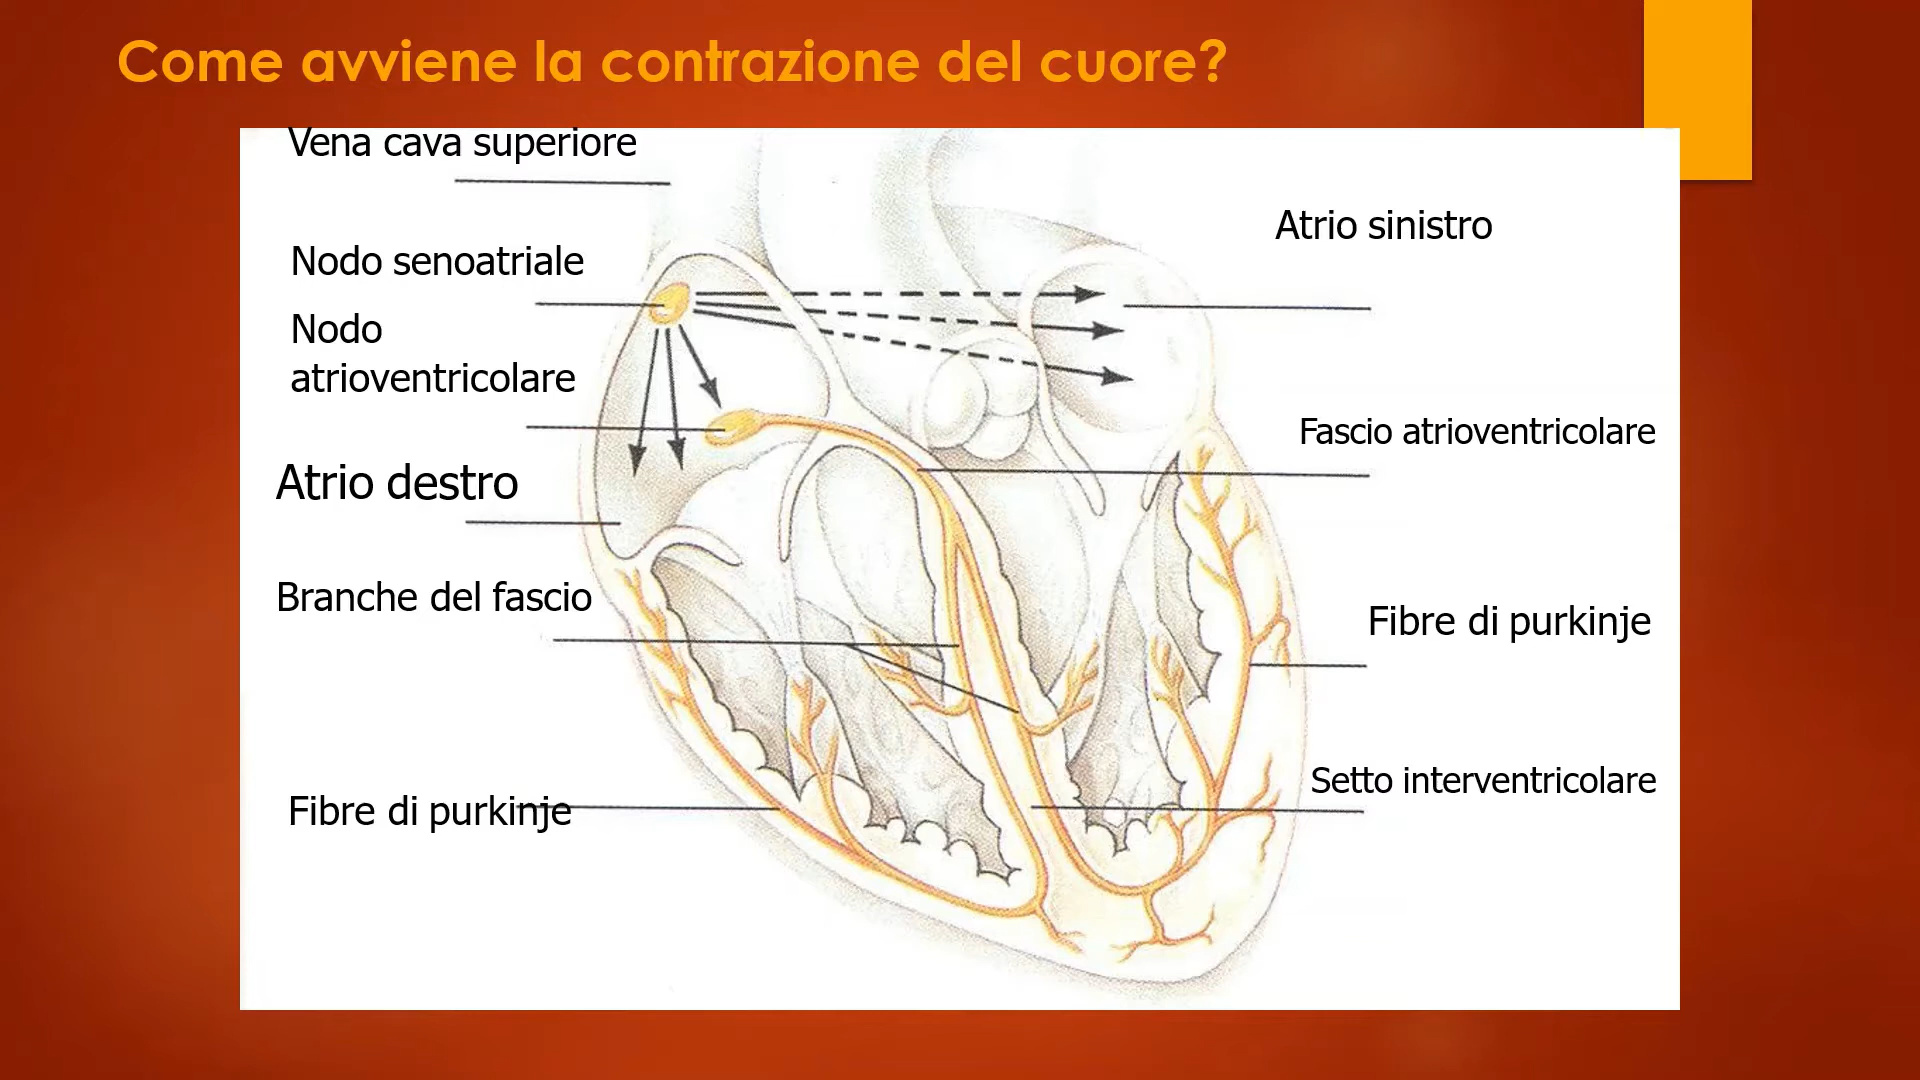 Come avviene la contrazione del cuore?
Vena cava superiore
Atrio sinistro
Nodo senoatriale
Nodo
atrioventricolare
Fascio atrioventricolare
Atrio destro
Branche del fascio
Fibre di purkinje
Setto interventricolare
Fibre di purkinje